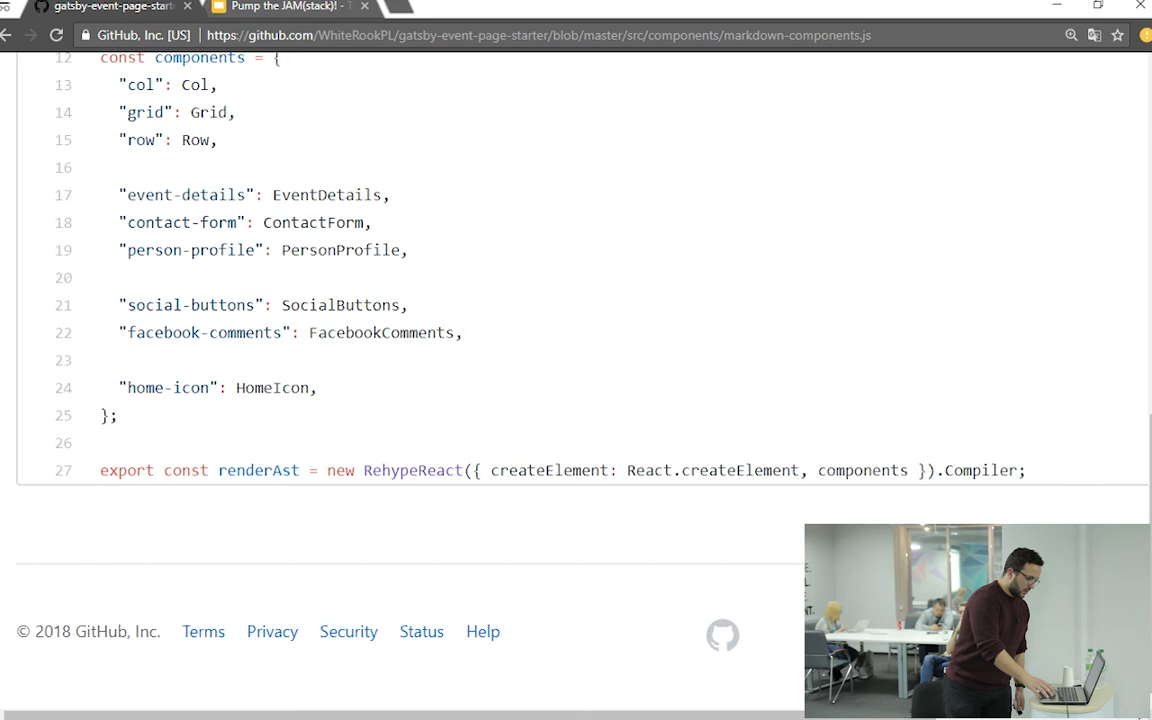 gatsby-event-page-start
Pump the JAM(stack)! - T
GitHub, Inc. [US] | https://github.com/WhiteRookPL/gatsby-event-page-starter/blob/master/src/components/markdown-components.js
12 const components = {
13 "col": Col,
14 "grid": Grid,
15 "row": Row,
16
17 "event-details": EventDetails,
18 "contact-form": ContactForm,
19 "person-profile": PersonProfile,
20
21 "social-buttons": SocialButtons,
22 "facebook-comments": FacebookComments,
23
24 "home-icon": HomeIcon,
25 };
26
27 export const renderAst = new RehypeReact({ createElement: React.createElement, components }).Compiler;
© 2018 GitHub, Inc. Terms Privacy Security Status Help